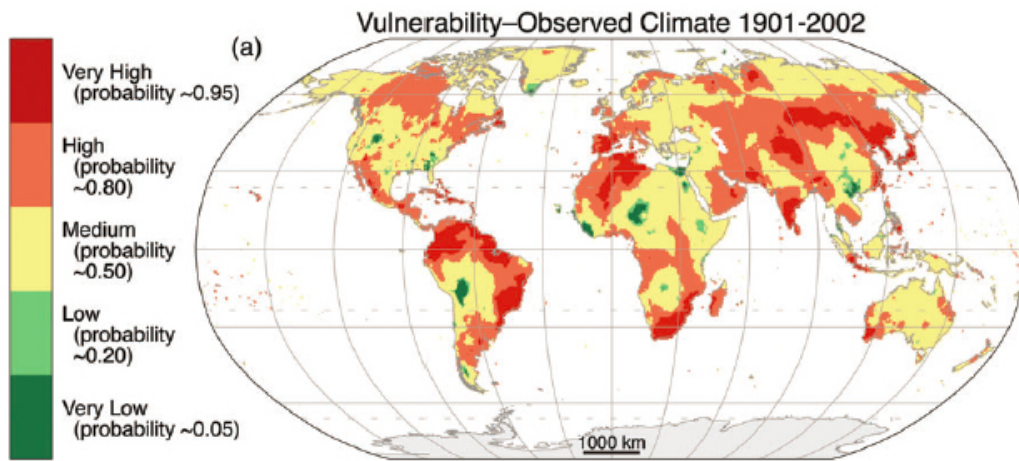 Vulnerability–Observed Climate 1901-2002
(a)
Very High
(probability ~0.95)
High
(probability
~0.80)
Medium
(probability
~0.50)
Low
(probability
~0.20)
Very Low
(probability ~0.05)
1000 km